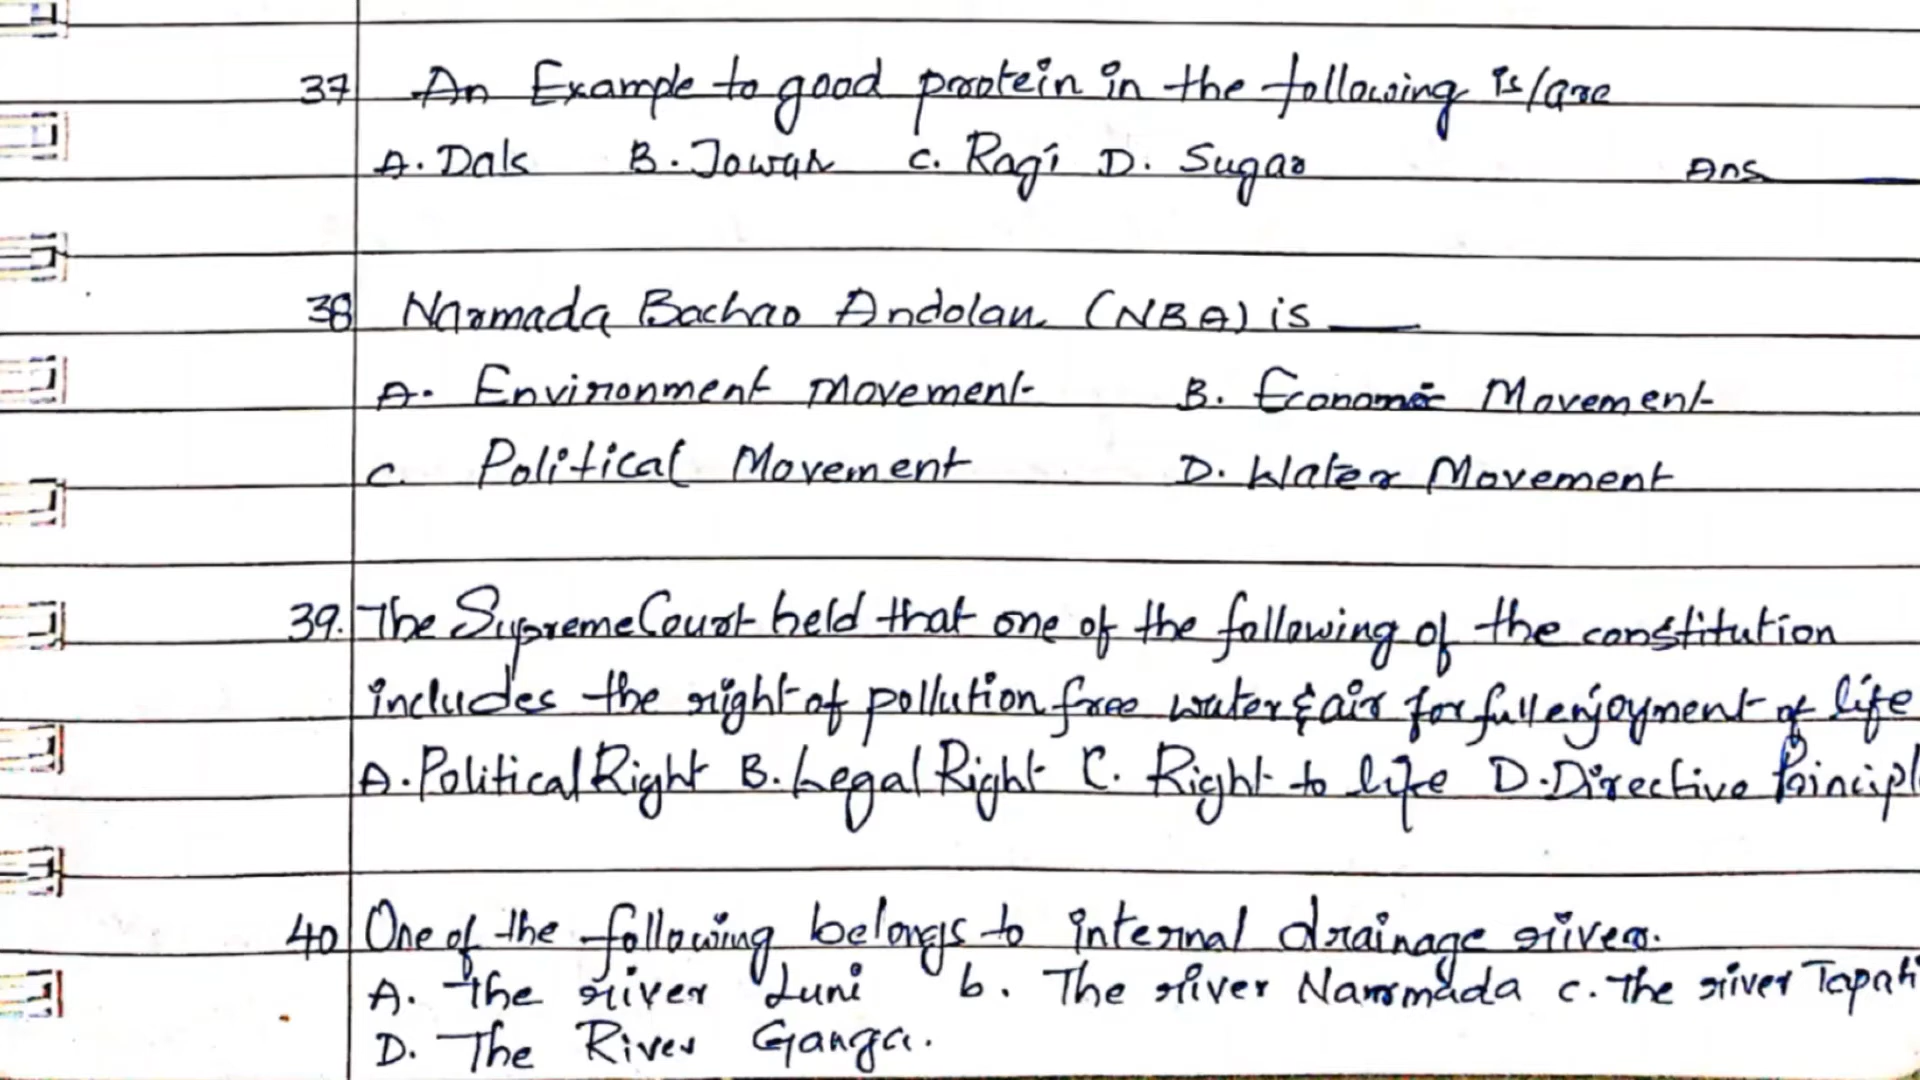 37 An Example to good protein in the following is/are
A. Dals B. Jowar C. Ragi D. Sugar Ans
38 Narmada Bachao Andolan (NBA) is ___
A. Environment Movement B. Economic Movement
C. Political Movement D. Water Movement
39. The Supreme Court held that one of the following of the constitution
includes the right of pollution free water & air for full enjoyment of life
A. Political Right B. Legal Right C. Right to life D. Directive Principl
40 One of the following belongs to internal drainage river.
A. The river Luni b. The river Narmada c. The river Tapati
D. The River Ganga.